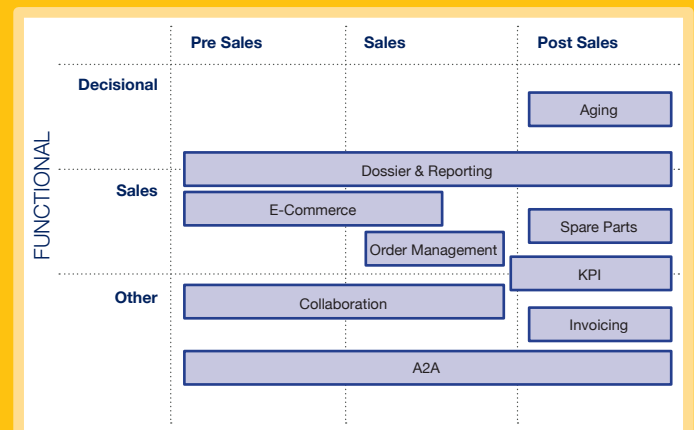 Pre Sales
Sales
Post Sales
FUNCTIONAL
Decisional
Aging
Dossier & Reporting
Sales
E-Commerce
Spare Parts
Order Management
KPI
Other
Collaboration
Invoicing
A2A